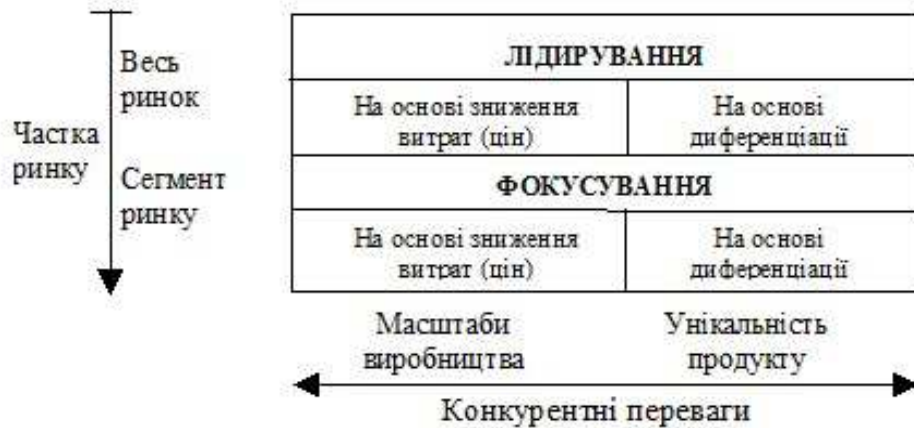 Частка
ринку
Весь
ринок
Сегмент
ринку
ЛІДИРУВАННЯ
На основі зниження
витрат (цін)
На основі
диференціації
ФОКУСУВАННЯ
На основі зниження
витрат (цін)
На основі
диференціації
Масштаби
виробництва
Унікальність
продукту
Конкурентні переваги